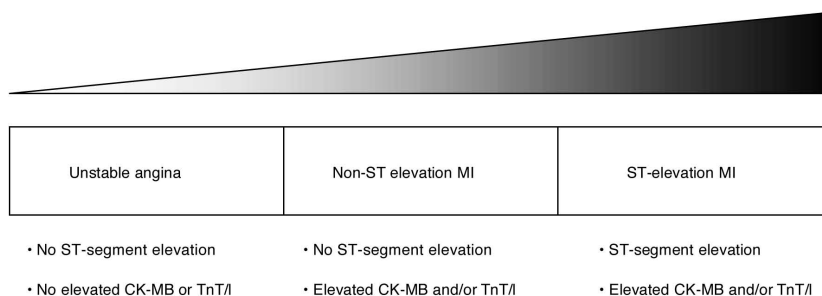 Unstable angina
Non-ST elevation MI
ST-elevation MI
• No ST-segment elevation
• No elevated CK-MB or TnT/I
• No ST-segment elevation
• Elevated CK-MB and/or TnT/I
• ST-segment elevation
• Elevated CK-MB and/or TnT/I